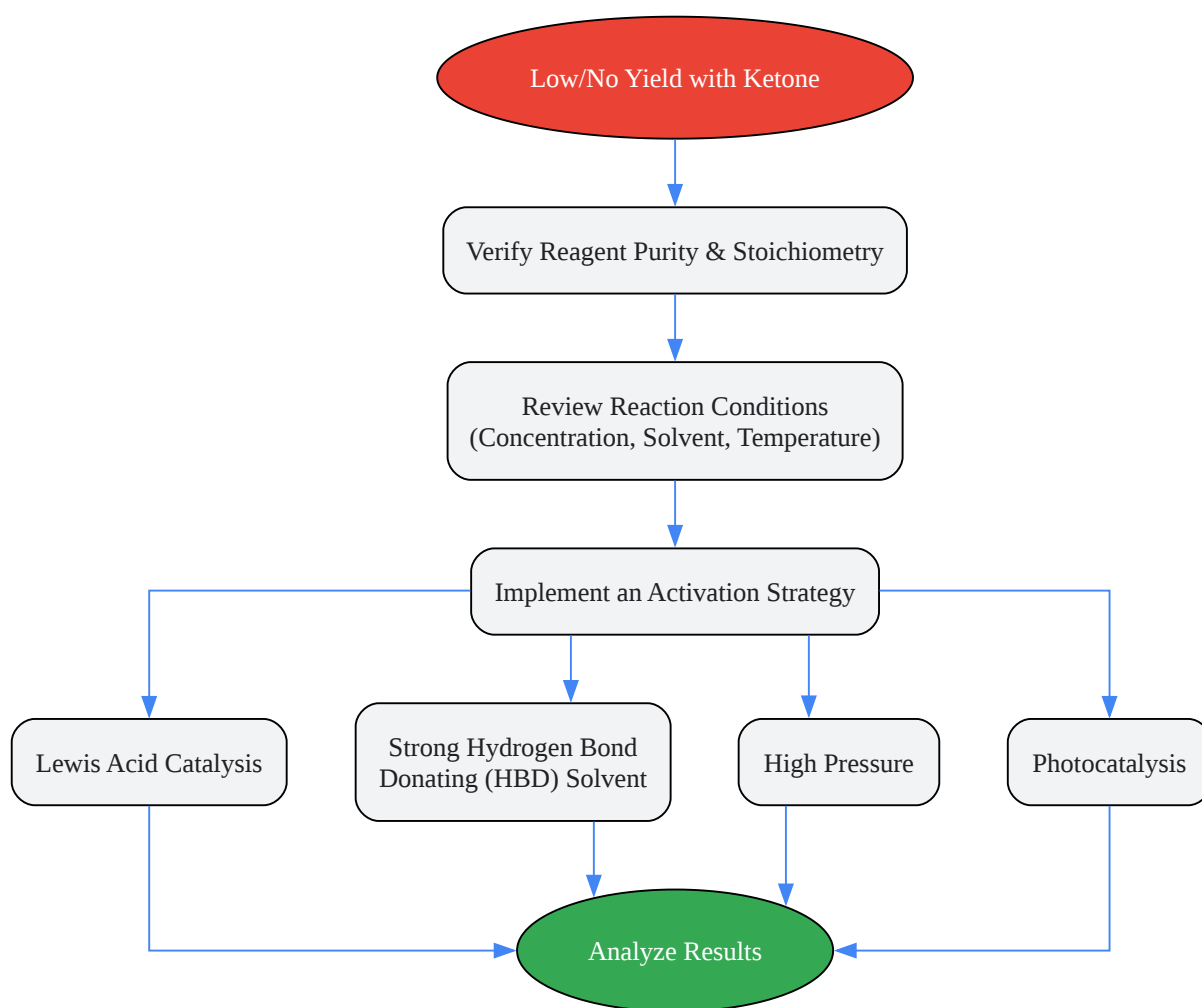 Low/No Yield with Ketone
Verify Reagent Purity & Stoichiometry
Review Reaction Conditions
(Concentration, Solvent, Temperature)
Implement an Activation Strategy
Lewis Acid Catalysis
Strong Hydrogen Bond
Donating (HBD) Solvent
High Pressure
Photocatalysis
Analyze Results